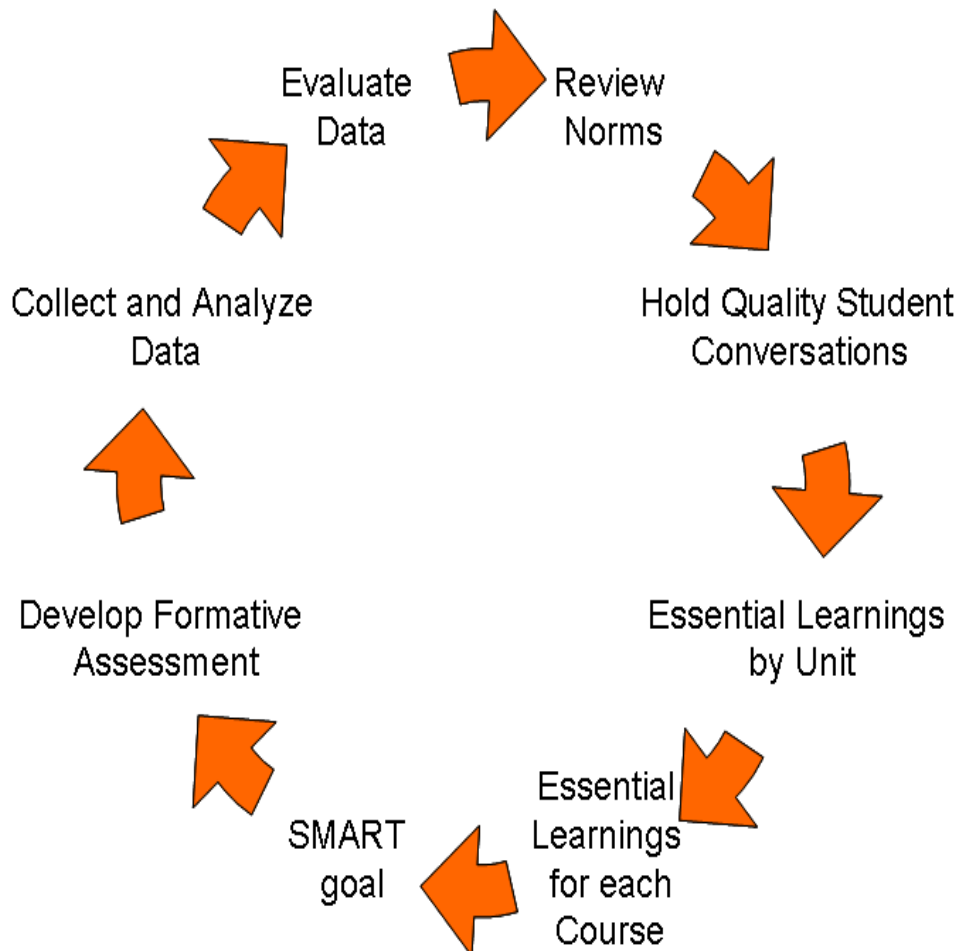 Evaluate
Data
Review
Norms
Hold Quality Student
Conversations
Essential Learnings
by Unit
Essential
Learnings
for each
Course
SMART
goal
Develop Formative
Assessment
Collect and Analyze
Data